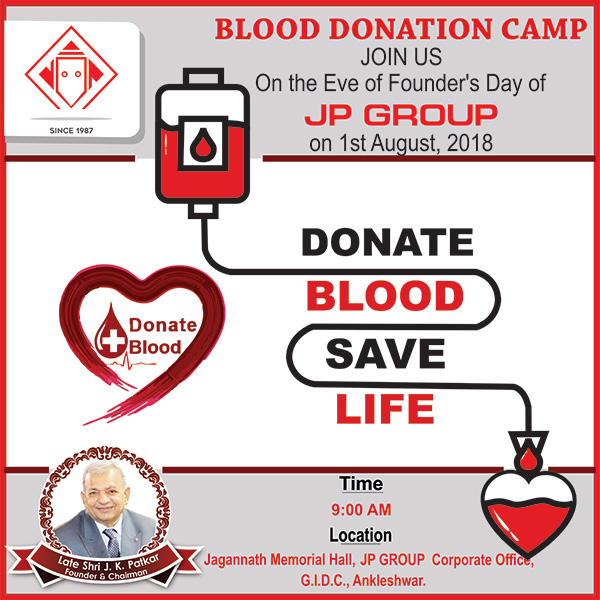 SINCE 1987
BLOOD DONATION CAMP
JOIN US
On the Eve of Founder's Day of
JP GROUP
on 1st August, 2018
DONATE
BLOOD
SAVE
LIFE
Donate
Blood
Late Shri J. K. Patkar
Founder & Chairman
Time
9:00 AM
Location
Jagannath Memorial Hall, JP GROUP Corporate Office,
G.I.D.C., Ankleshwar.